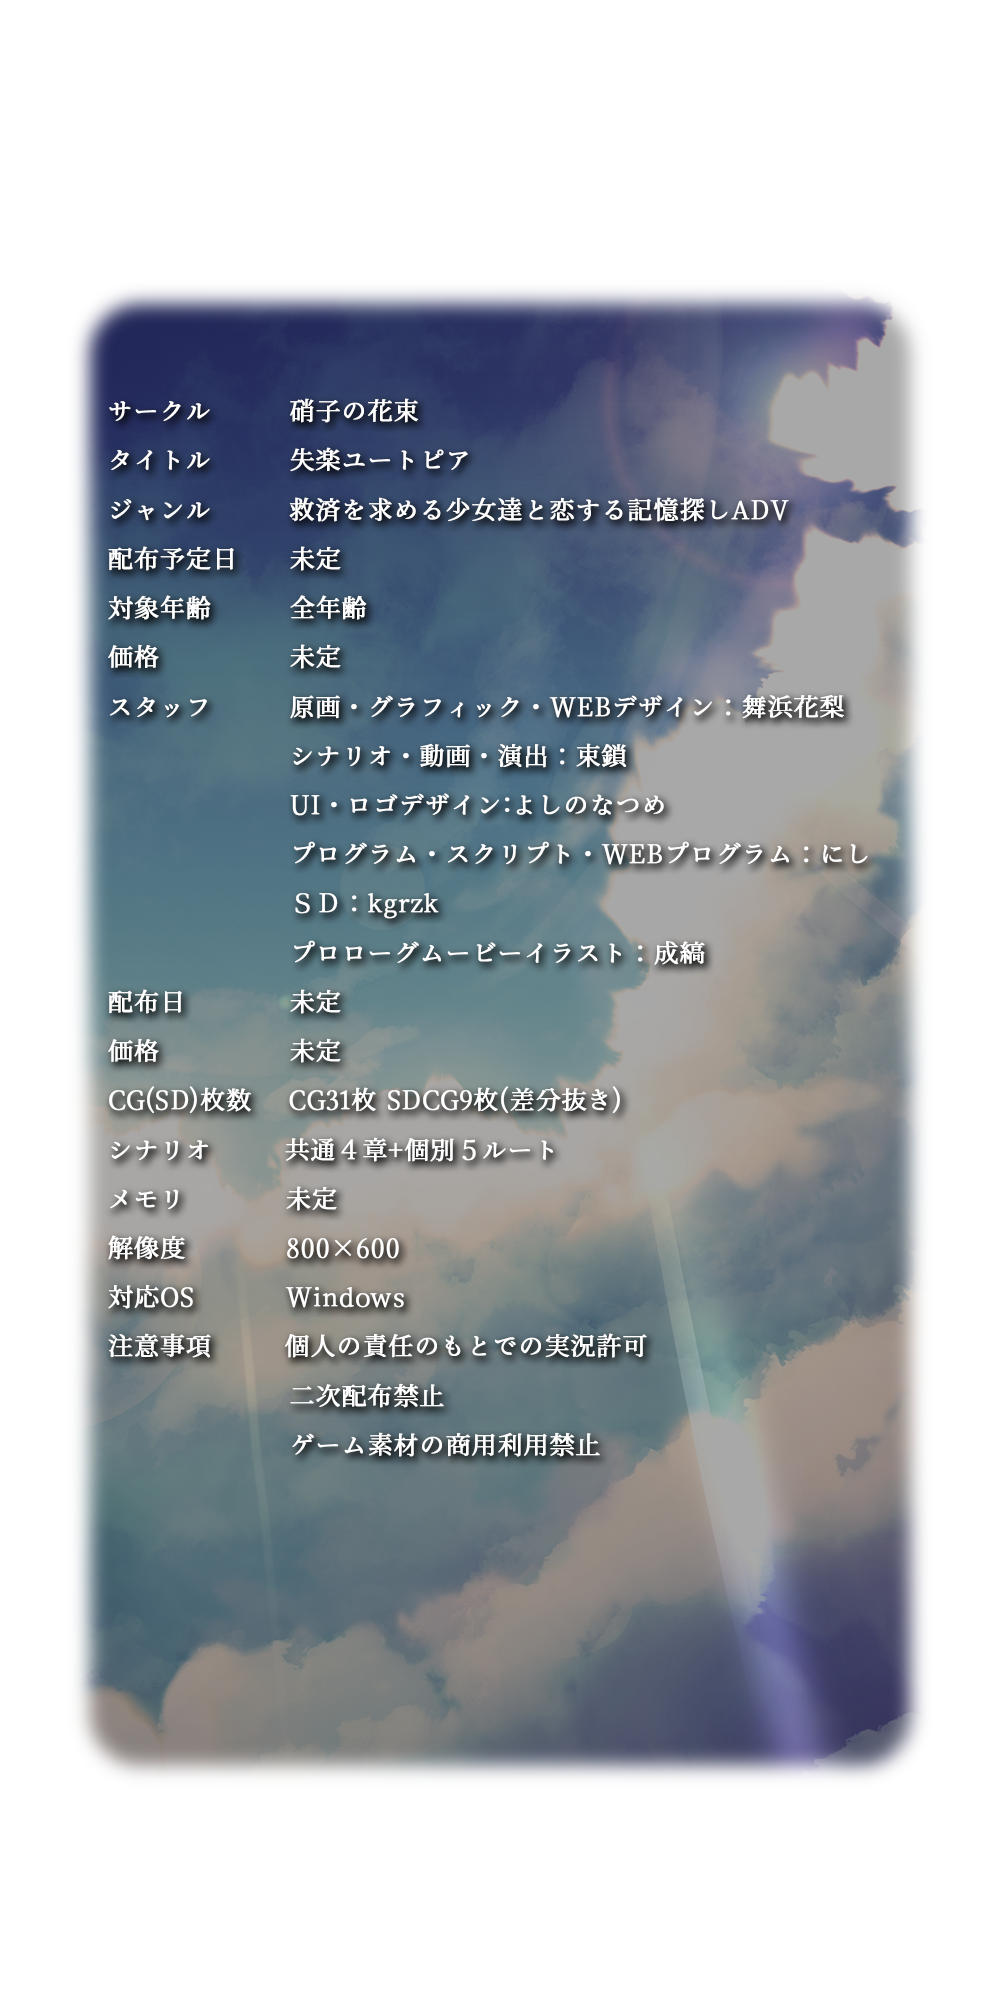 サークル 硝子の花束
タイトル 失楽ユートピア
ジャンル 救済を求める少女達と恋する記憶探しADV
配布予定日 未定
対象年齢 全年齢
価格 未定
スタッフ 原画・グラフィック・WEBデザイン：舞浜花梨
シナリオ・動画・演出：束鎖
UI・ロゴデザイン:よしのなつめ
プログラム・スクリプト・WEBプログラム：にし
ＳＤ：kgrzk
プロローグムービーイラスト：成縞
配布日 未定
価格 未定
CG(SD)枚数 CG31枚 SDCG9枚(差分抜き)
シナリオ 共通４章+個別５ルート
メモリ 未定
解像度 800×600
対応OS Windows
注意事項 個人の責任のもとでの実況許可
二次配布禁止
ゲーム素材の商用利用禁止